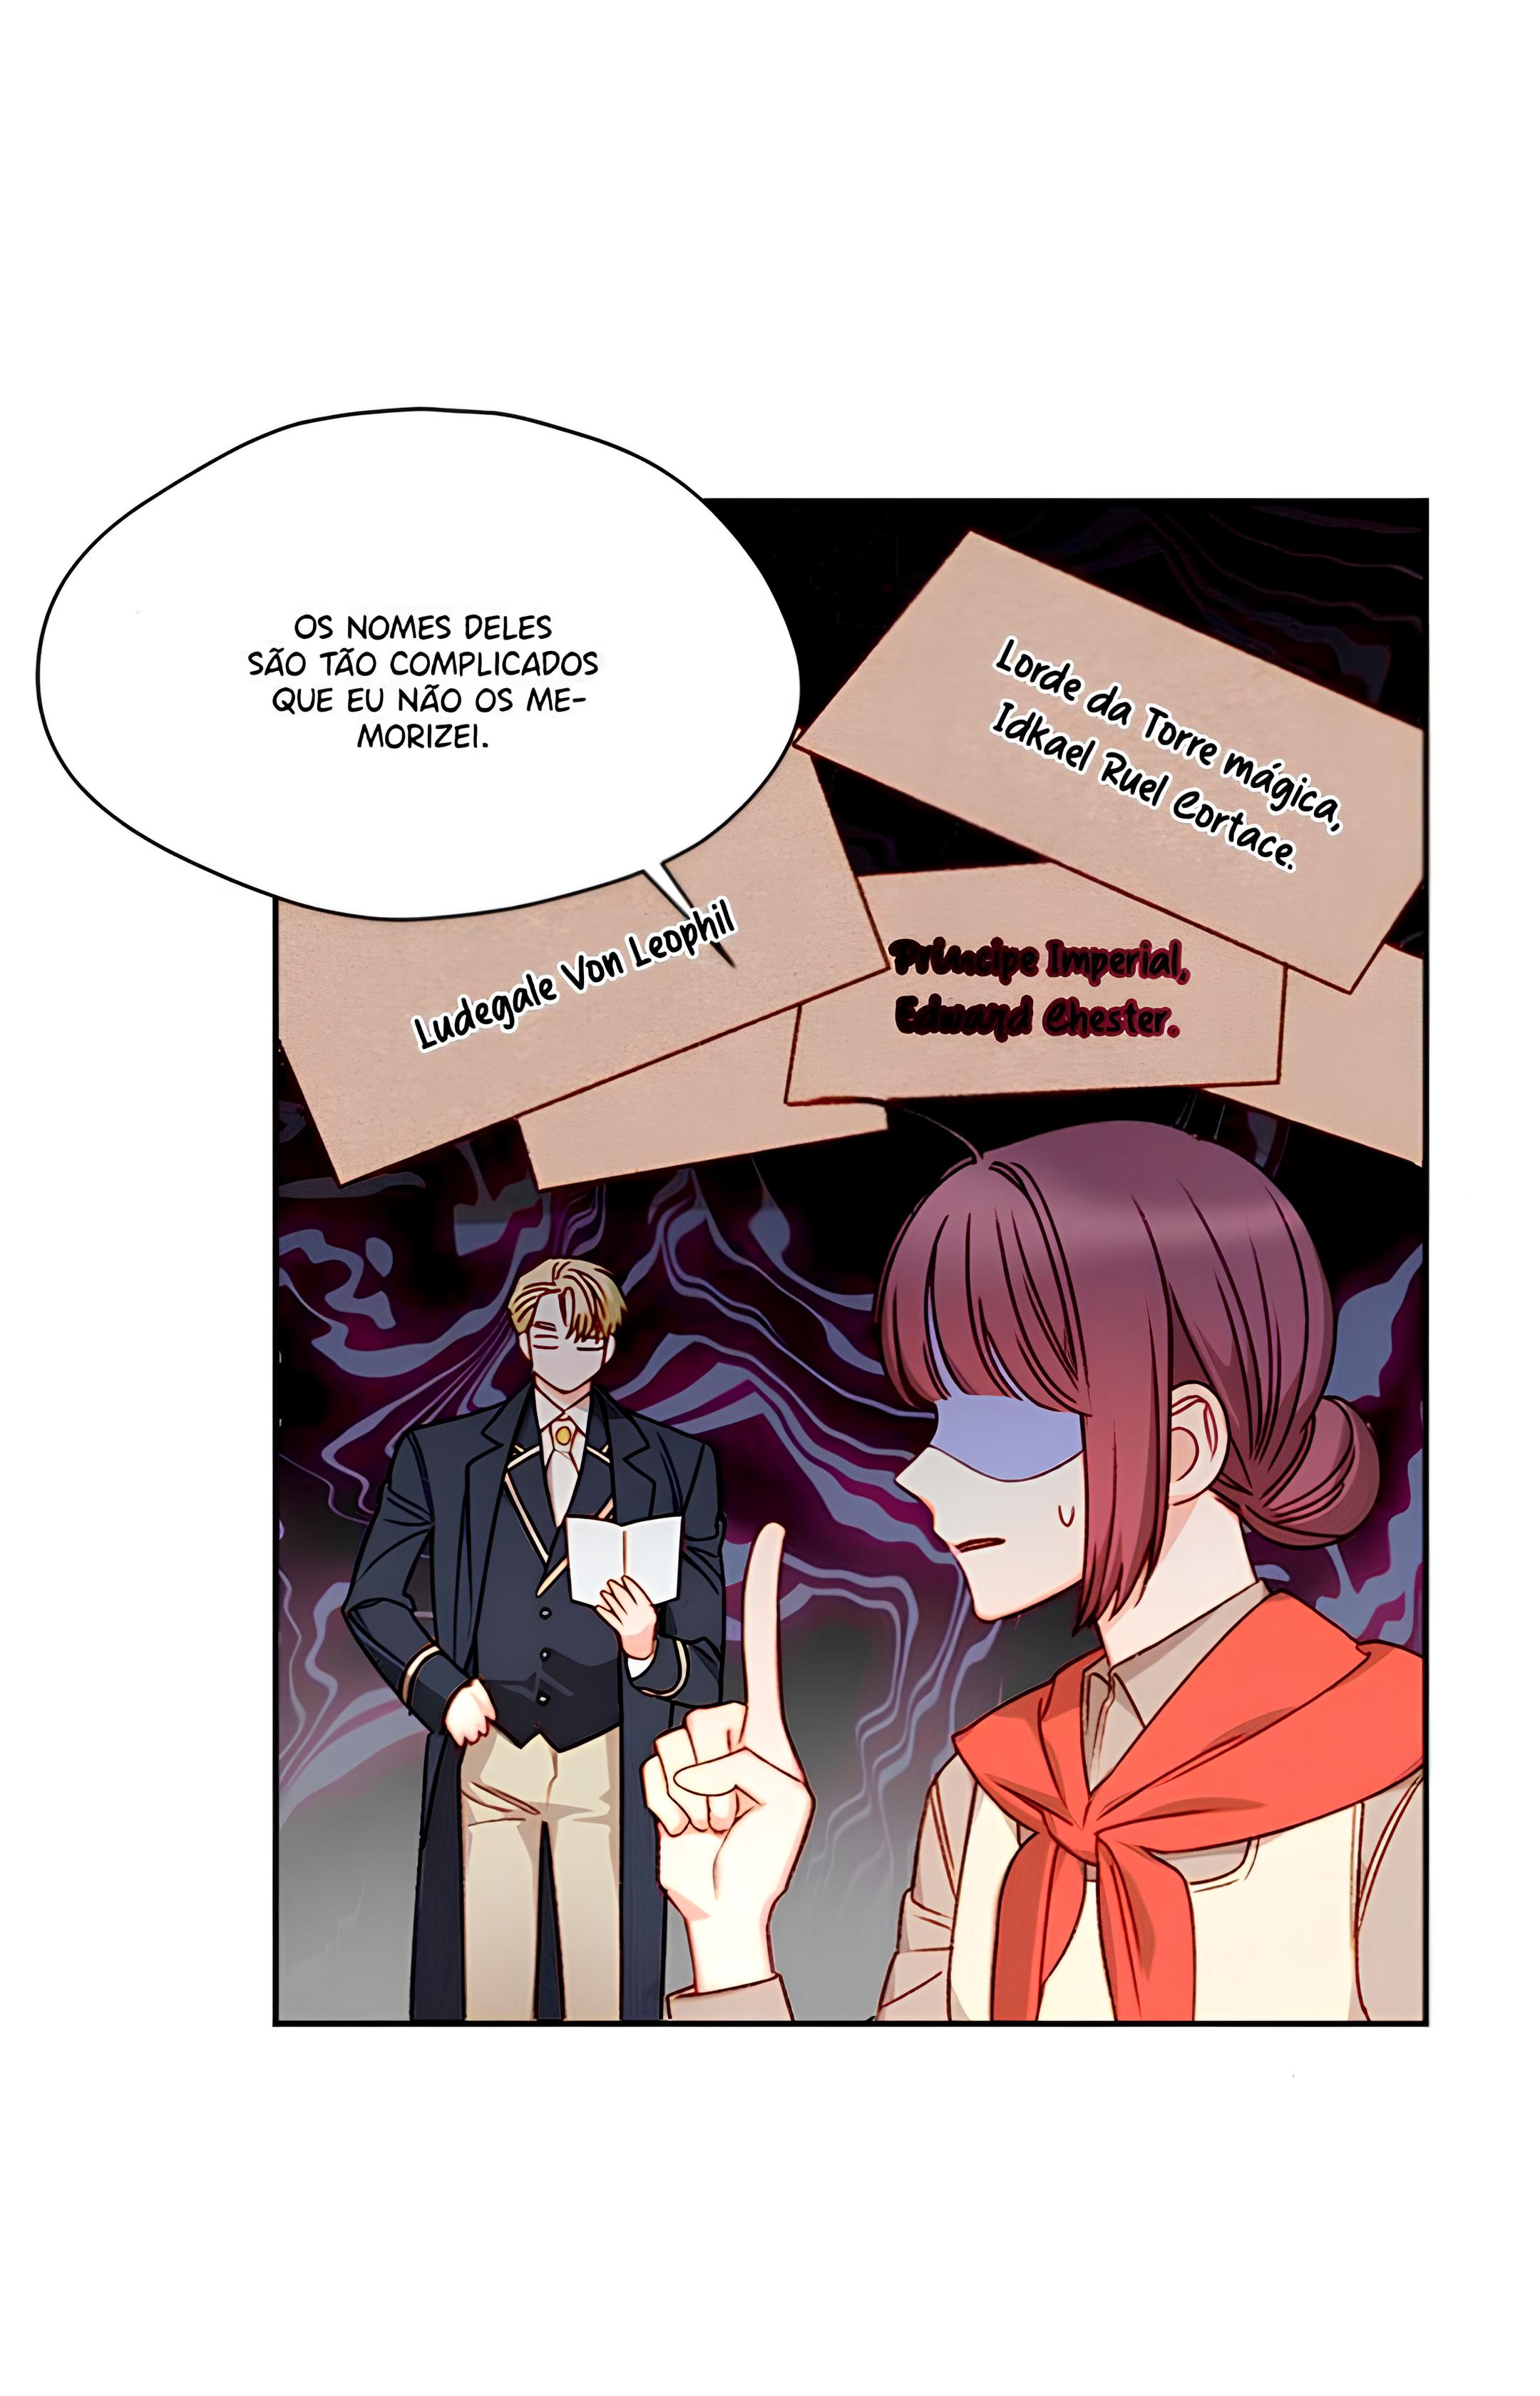 OS NOMES DELES
SÃO TÃO COMPLICADOS
QUE EU NÃO OS ME-
MORIZEI.
Lorde da Torre mágica,
Idkael Ruel Cortace.
Ludegale Von Leophil
Príncipe Imperial,
Edward Chester.